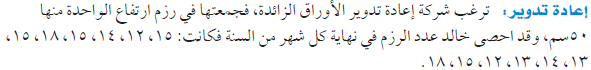 إعادة تدوير: ترغب شركة إعادة تدوير الأوراق الزائدة، فجمعتها في رزم ارتفاع الواحدة منها
٥٠سم، وقد احصى خالد عدد الرزم في نهاية كل شهر من السنة فكانت: ١٥، ١٢، ١٤، ١٥، ١٨، ١٥،
١٣، ١٤، ١٣، ١٢، ١٥، ١٨.